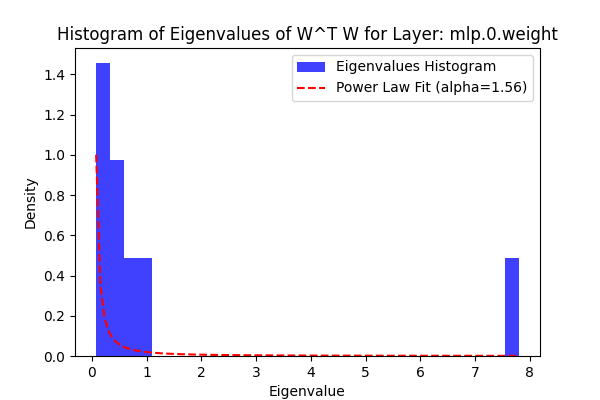 Histogram of Eigenvalues of W^T W for Layer: mlp.0.weight
Eigenvalues Histogram
Power Law Fit (alpha=1.56)
Density
1.4
1.2
1.0
0.8
0.6
0.4
0.2
0.0
0 1 2 3 4 5 6 7 8
Eigenvalue